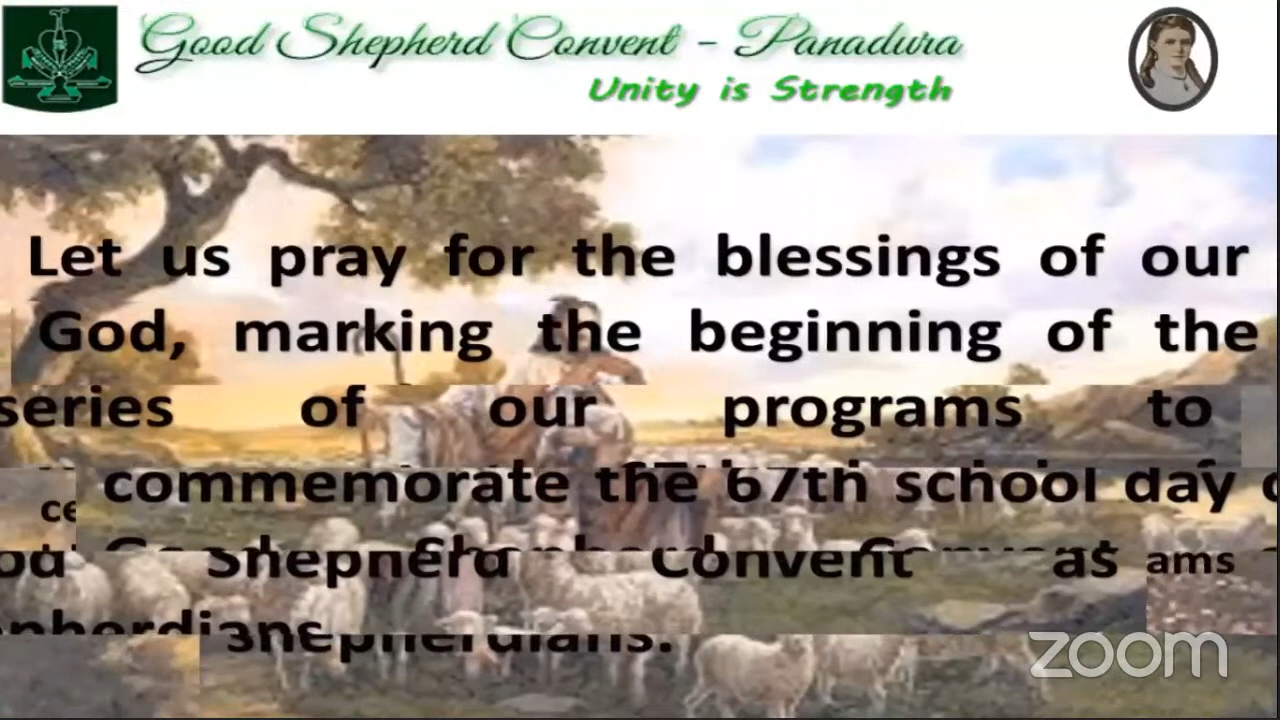 Good Shepherd Convent - Panadura
Unity is Strength
Let us pray for the blessings of our
God, marking the beginning of the
series of our programs to
commemorate the 67th school day
Shepherd Convent as
ams
Shepherdians.
zoom